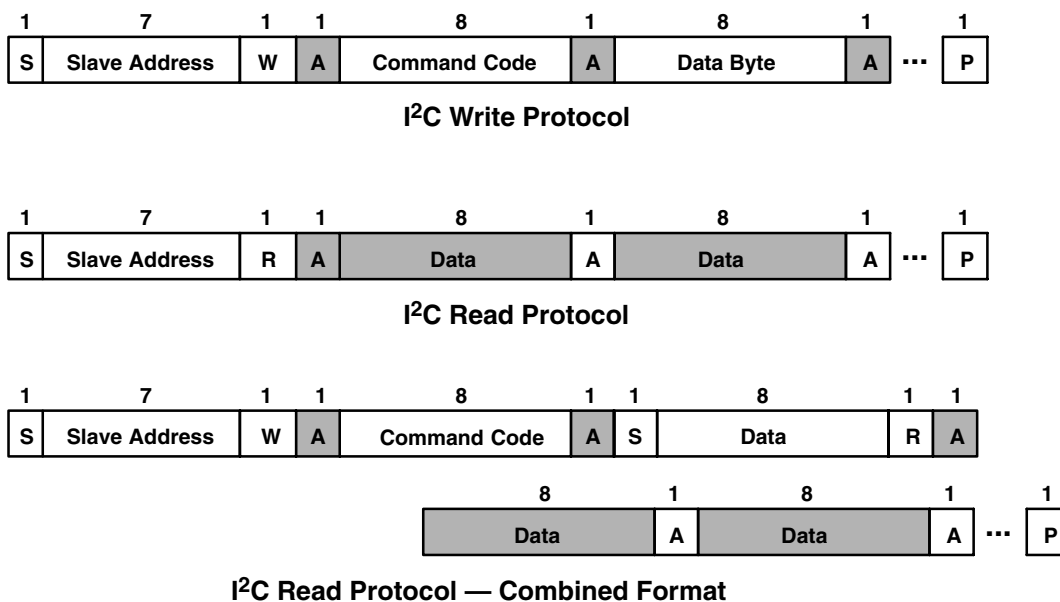 1 7 1 1 8 1 8 1 1
S Slave Address W A Command Code A Data Byte A ... P
I²C Write Protocol
1 7 1 1 8 1 8 1 1
S Slave Address R A Data A Data A ... P
I²C Read Protocol
1 7 1 1 8 1 1 8 1 1
S Slave Address W A Command Code A S Data R A
8 1 8 1 1
Data A Data A ... P
I²C Read Protocol — Combined Format